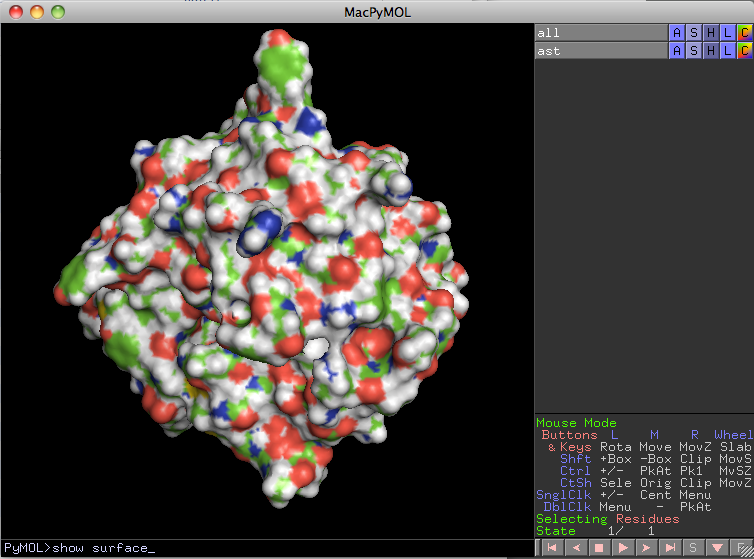 MacPyMOL
all A S H L C
ast A S H L C
Mouse Mode
Buttons L M R Wheel
& Keys Rota Move MovZ Slab
Shft +Box -Box Clip MovS
Ctrl +/- PkAt Pk1 MvSZ
CtSh Sele Orig Clip MovZ
SnglClk +/- Cent Menu
DblClk Menu - PkAt
Selecting Residues
State 1/ 1
PyMOL>show surface_
S F